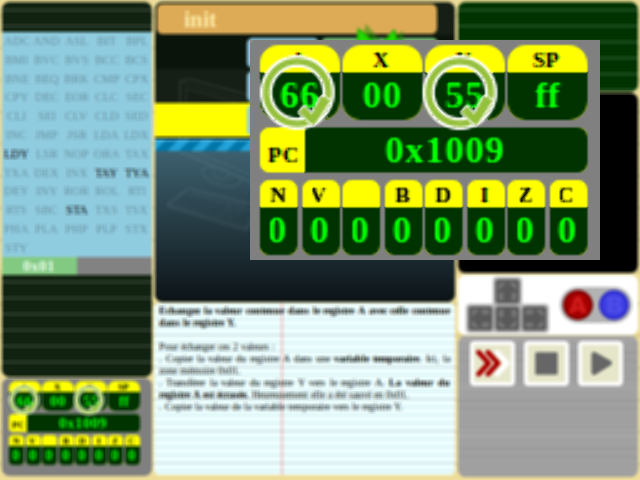 init
ADC AND ASL BIT BPL
BMI BVC BVS BCC BCS
BNE BEQ BRK CMP CPX
CPY DEC EOR CLC SEC
CLI SEI CLV CLD SED
INC JMP JSR LDA LDX
LDY LSR NOP ORA TAX
TXA DEX INX TAY TYA
DEY INY ROR ROL RTI
RTS SBC STA TXS TSX
PHA PLA PHP PLP STX
STY
0x01
X SP
66 00 55 ff
PC 0x1009
N V B D I Z C
0 0 0 0 0 0 0 0
Echanger la valeur contenue dans le registre A avec celle contenue
dans le registre Y.
Pour échanger ces 2 valeurs :
. Copier la valeur du registre A dans une variable temporaire. Ici, la
zone mémoire 0x01.
. Transférer la valeur du registre Y vers le registre A. La valeur du
registre A est écrasée. Heureusement elle a été sauvé en 0x01.
. Copier la valeur de la variable temporaire vers le registre Y.
A B
00 ff
PC 0x1009
N V B D I Z C
0 0 0 0 0 0 0 0